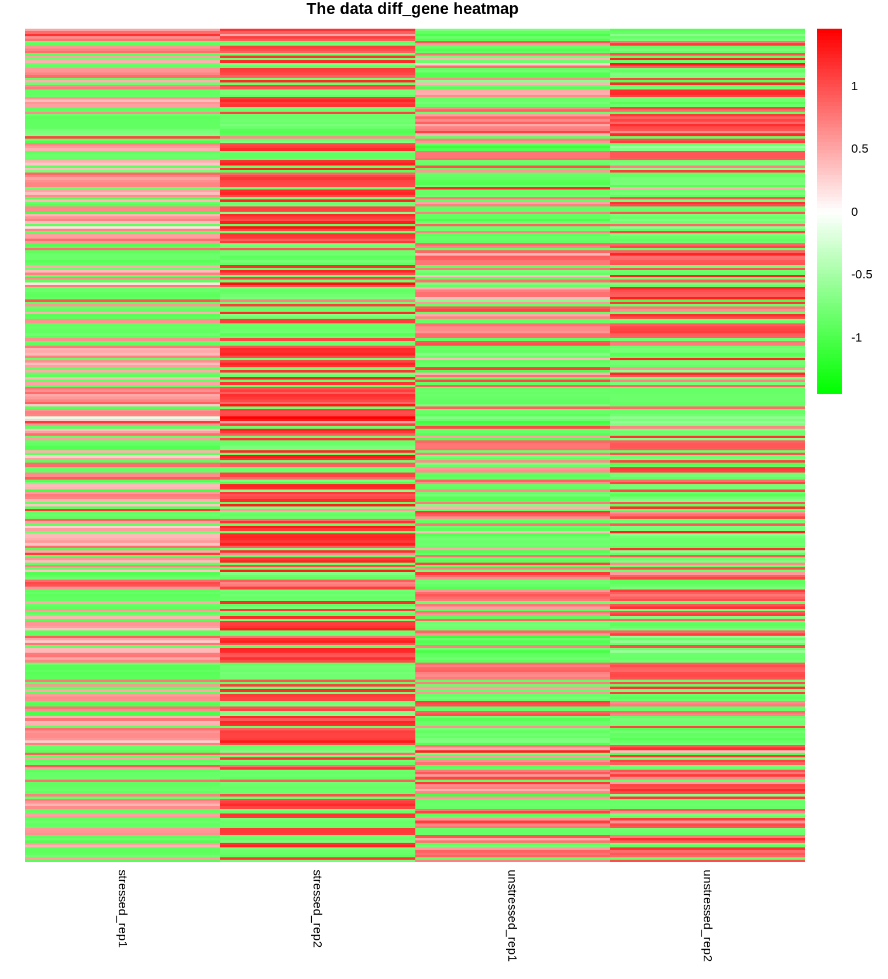 The data diff_gene heatmap
1
0.5
0
-0.5
-1
stressed_rep1
stressed_rep2
unstressed_rep1
unstressed_rep2